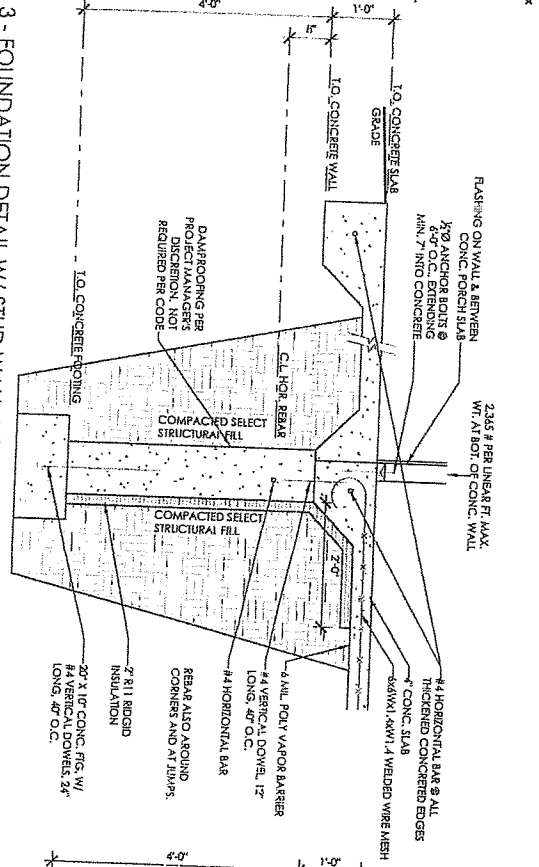 FLASHING ON WALL & BETWEEN
CONC. PORCH SLAB
½"Ø ANCHOR BOLTS @
6'-0" O.C., EXTENDING
MIN. 7" INTO CONCRETE
2,365 # PER LINEAR FT. MAX.
WT. AT BOT. OF CONC. WALL
T.O. CONCRETE SLAB
GRADE
T.O. CONCRETE WALL
1'-0"
4'-0"
C.L. HOR. REBAR
DAMPROOFING PER
PROJECT MANAGER'S
DISCRETION, NOT
REQUIRED PER CODE
T.O. CONCRETE FOOTING
COMPACTED SELECT
STRUCTURAL FILL
COMPACTED SELECT
STRUCTURAL FILL
2'-0"
#4 HORIZONTAL BAR @ ALL
THICKENED CONCRETED EDGES
4" CONC. SLAB
6x6Wx1.4xW1.4 WELDED WIRE MESH
6 MIL. POLY VAPOR BARRIER
#4 VERTICAL DOWEL, 12"
LONG, 40" O.C.
#4 HORIZONTAL BAR
REBAR ALSO AROUND
CORNERS AND AT JUMPS.
2" R11 RIDGID
INSULATION
20" X 10" CONC. FTG. W/
#4 VERTICAL DOWELS, 24"
LONG, 40" O.C.
4'-0"
1'-0"
3 - FOUNDATION DETAIL W/ STUD WALL